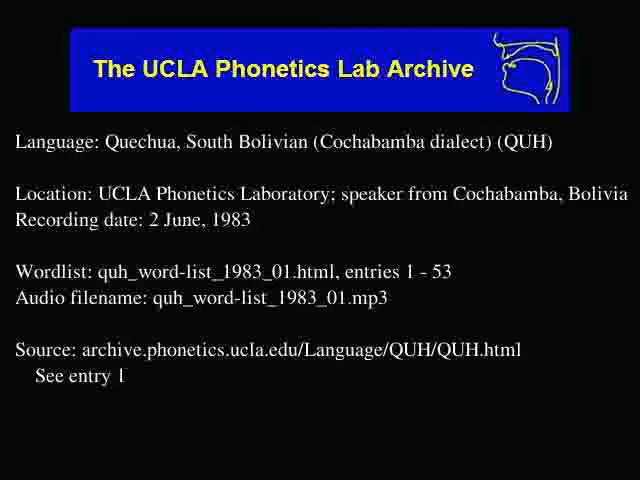 The UCLA Phonetics Lab Archive
Language: Quechua, South Bolivian (Cochabamba dialect) (QUH)
Location: UCLA Phonetics Laboratory; speaker from Cochabamba, Bolivia
Recording date: 2 June, 1983
Wordlist: quh_word-list_1983_01.html, entries 1 - 53
Audio filename: quh_word-list_1983_01.mp3
Source: archive.phonetics.ucla.edu/Language/QUH/QUH.html
See entry 1